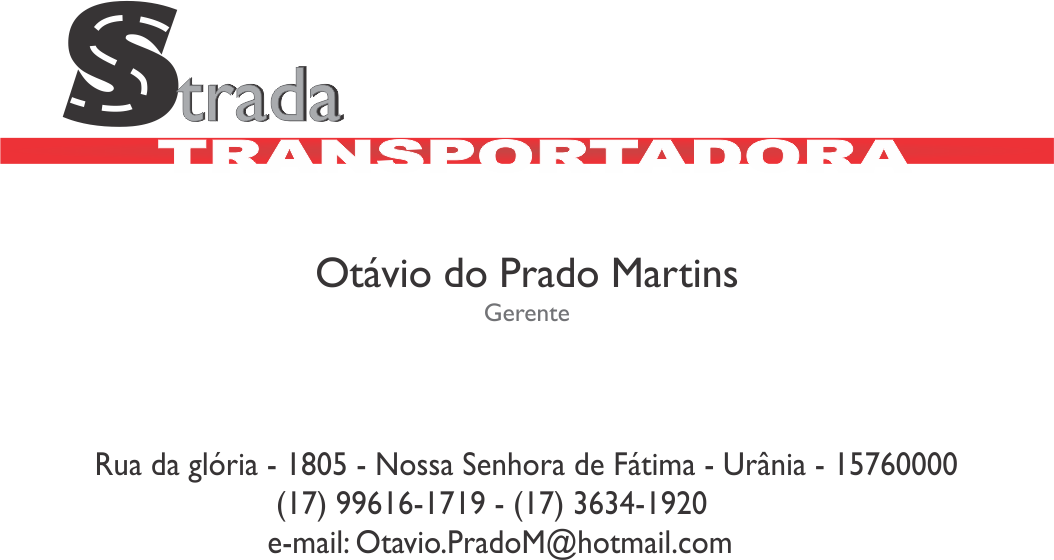 Strada
TRANSPORTADORA
Otávio do Prado Martins
Gerente
Rua da glória - 1805 - Nossa Senhora de Fátima - Urânia - 15760000
(17) 99616-1719 - (17) 3634-1920
e-mail: Otavio.PradoM@hotmail.com